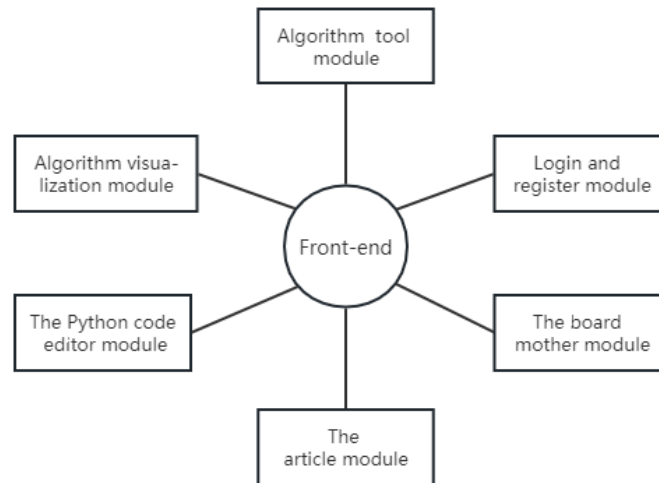 Algorithm tool
module
Algorithm visua-
lization module
Login and
register module
Front-end
The Python code
editor module
The board
mother module
The
article module